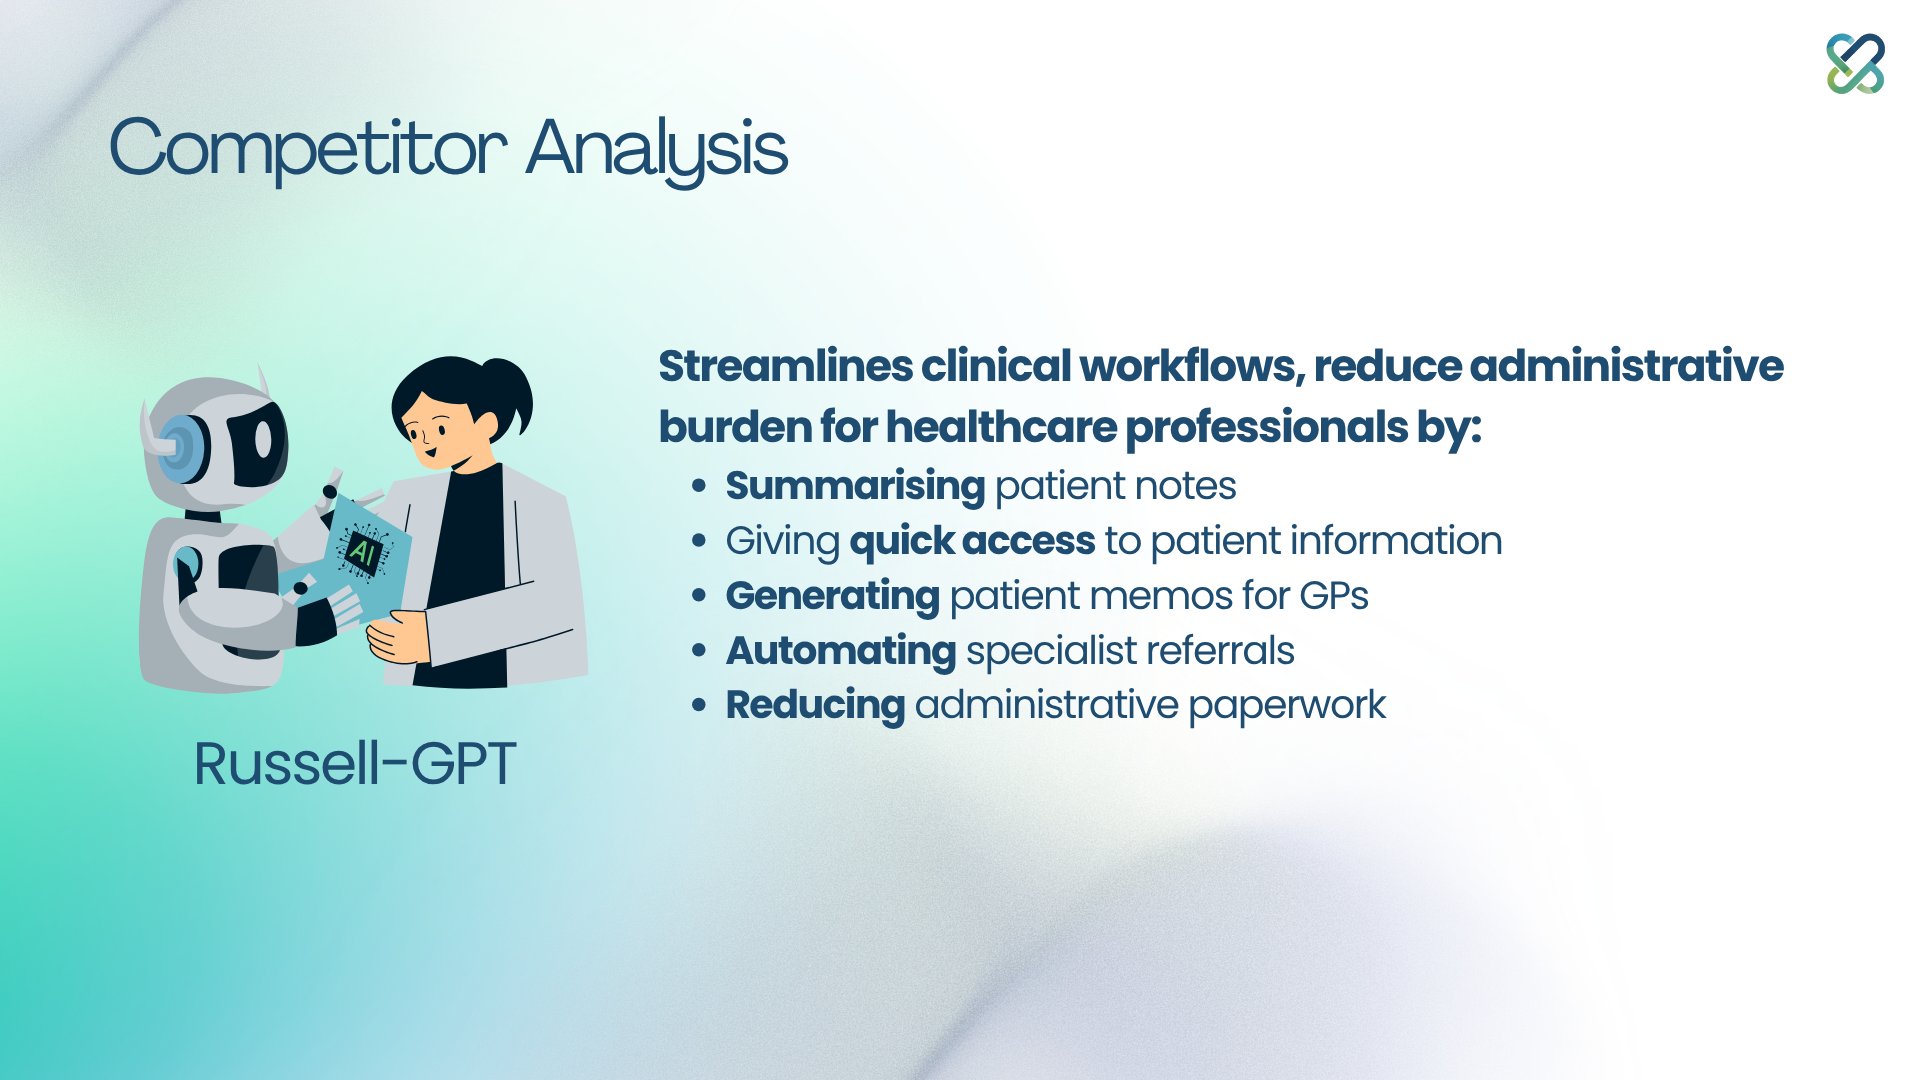 Competitor Analysis
Streamlines clinical workflows, reduce administrative
burden for healthcare professionals by:
• Summarising patient notes
• Giving quick access to patient information
• Generating patient memos for GPs
• Automating specialist referrals
• Reducing administrative paperwork
AI
Russell-GPT